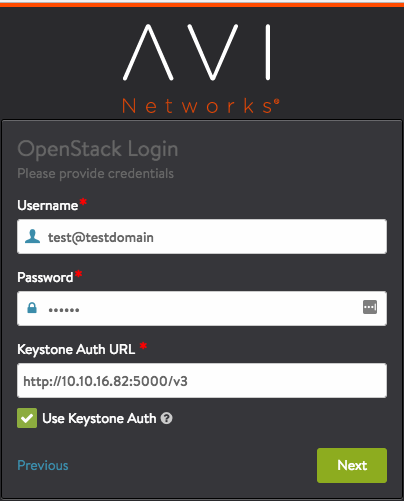 AVI
Networks®
OpenStack Login
Please provide credentials
Username*
test@testdomain
Password*
••••••
Keystone Auth URL *
http://10.10.16.82:5000/v3
Use Keystone Auth ?
Previous
Next